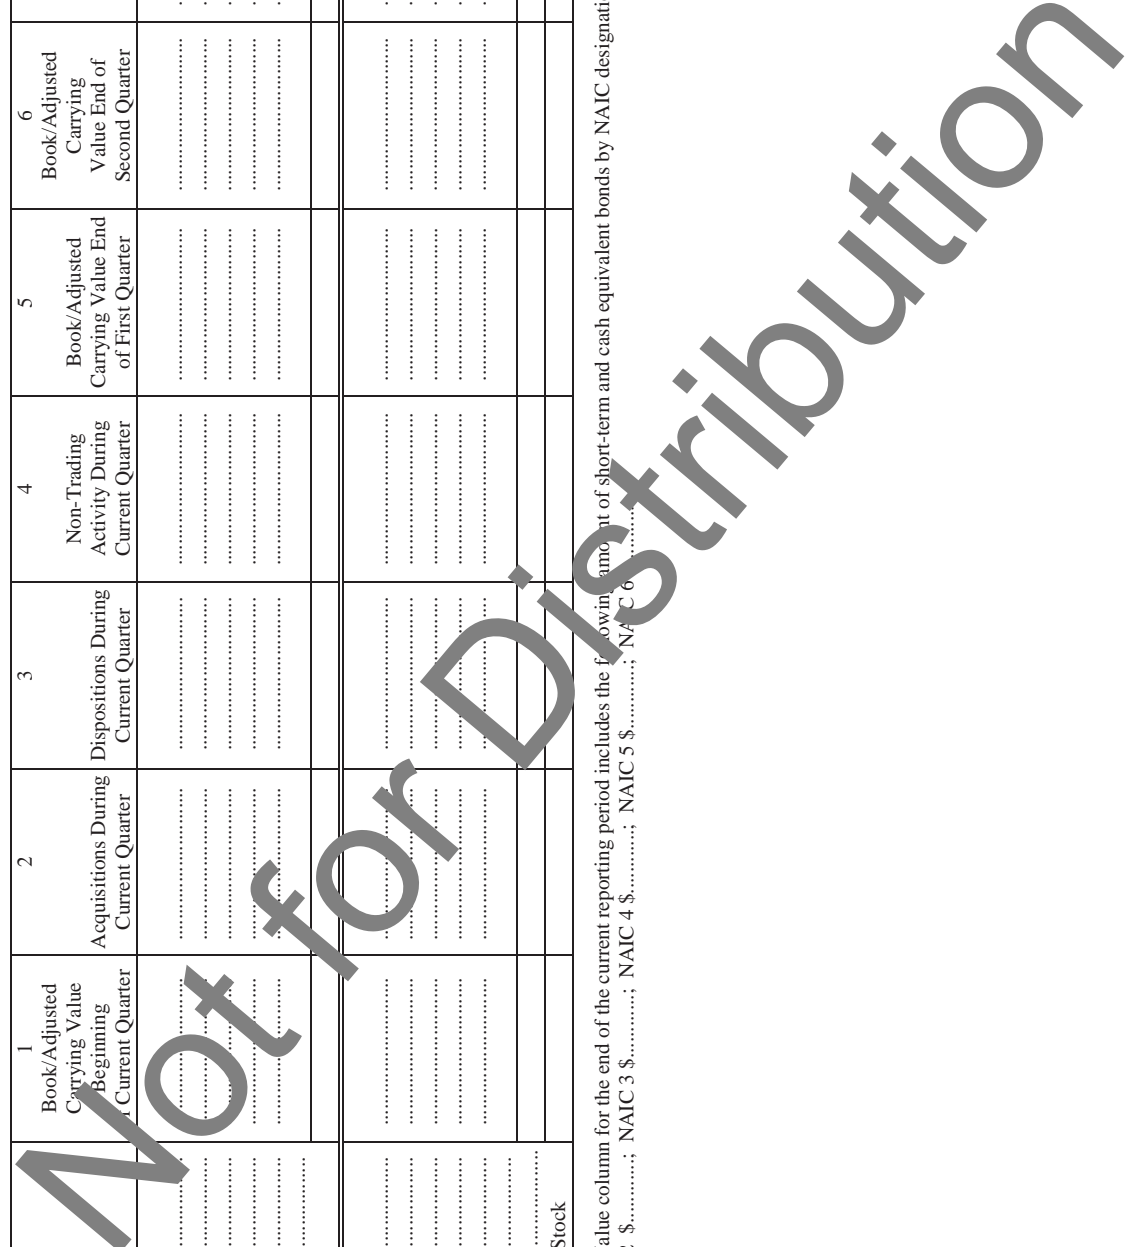 1
Book/Adjusted
Carrying Value
Beginning
Current Quarter
2
Acquisitions During
Current Quarter
3
Dispositions During
Current Quarter
4
Non-Trading
Activity During
Current Quarter
5
Book/Adjusted
Carrying Value End
of First Quarter
6
Book/Adjusted
Carrying
Value End of
Second Quarter
Stock
column for the end of the current reporting period includes the following amount of short-term and cash equivalent bonds by NAIC
$..........; NAIC 3 $..........; NAIC 4 $..........; NAIC 5 $..........; NAIC 6
Not for Distribution